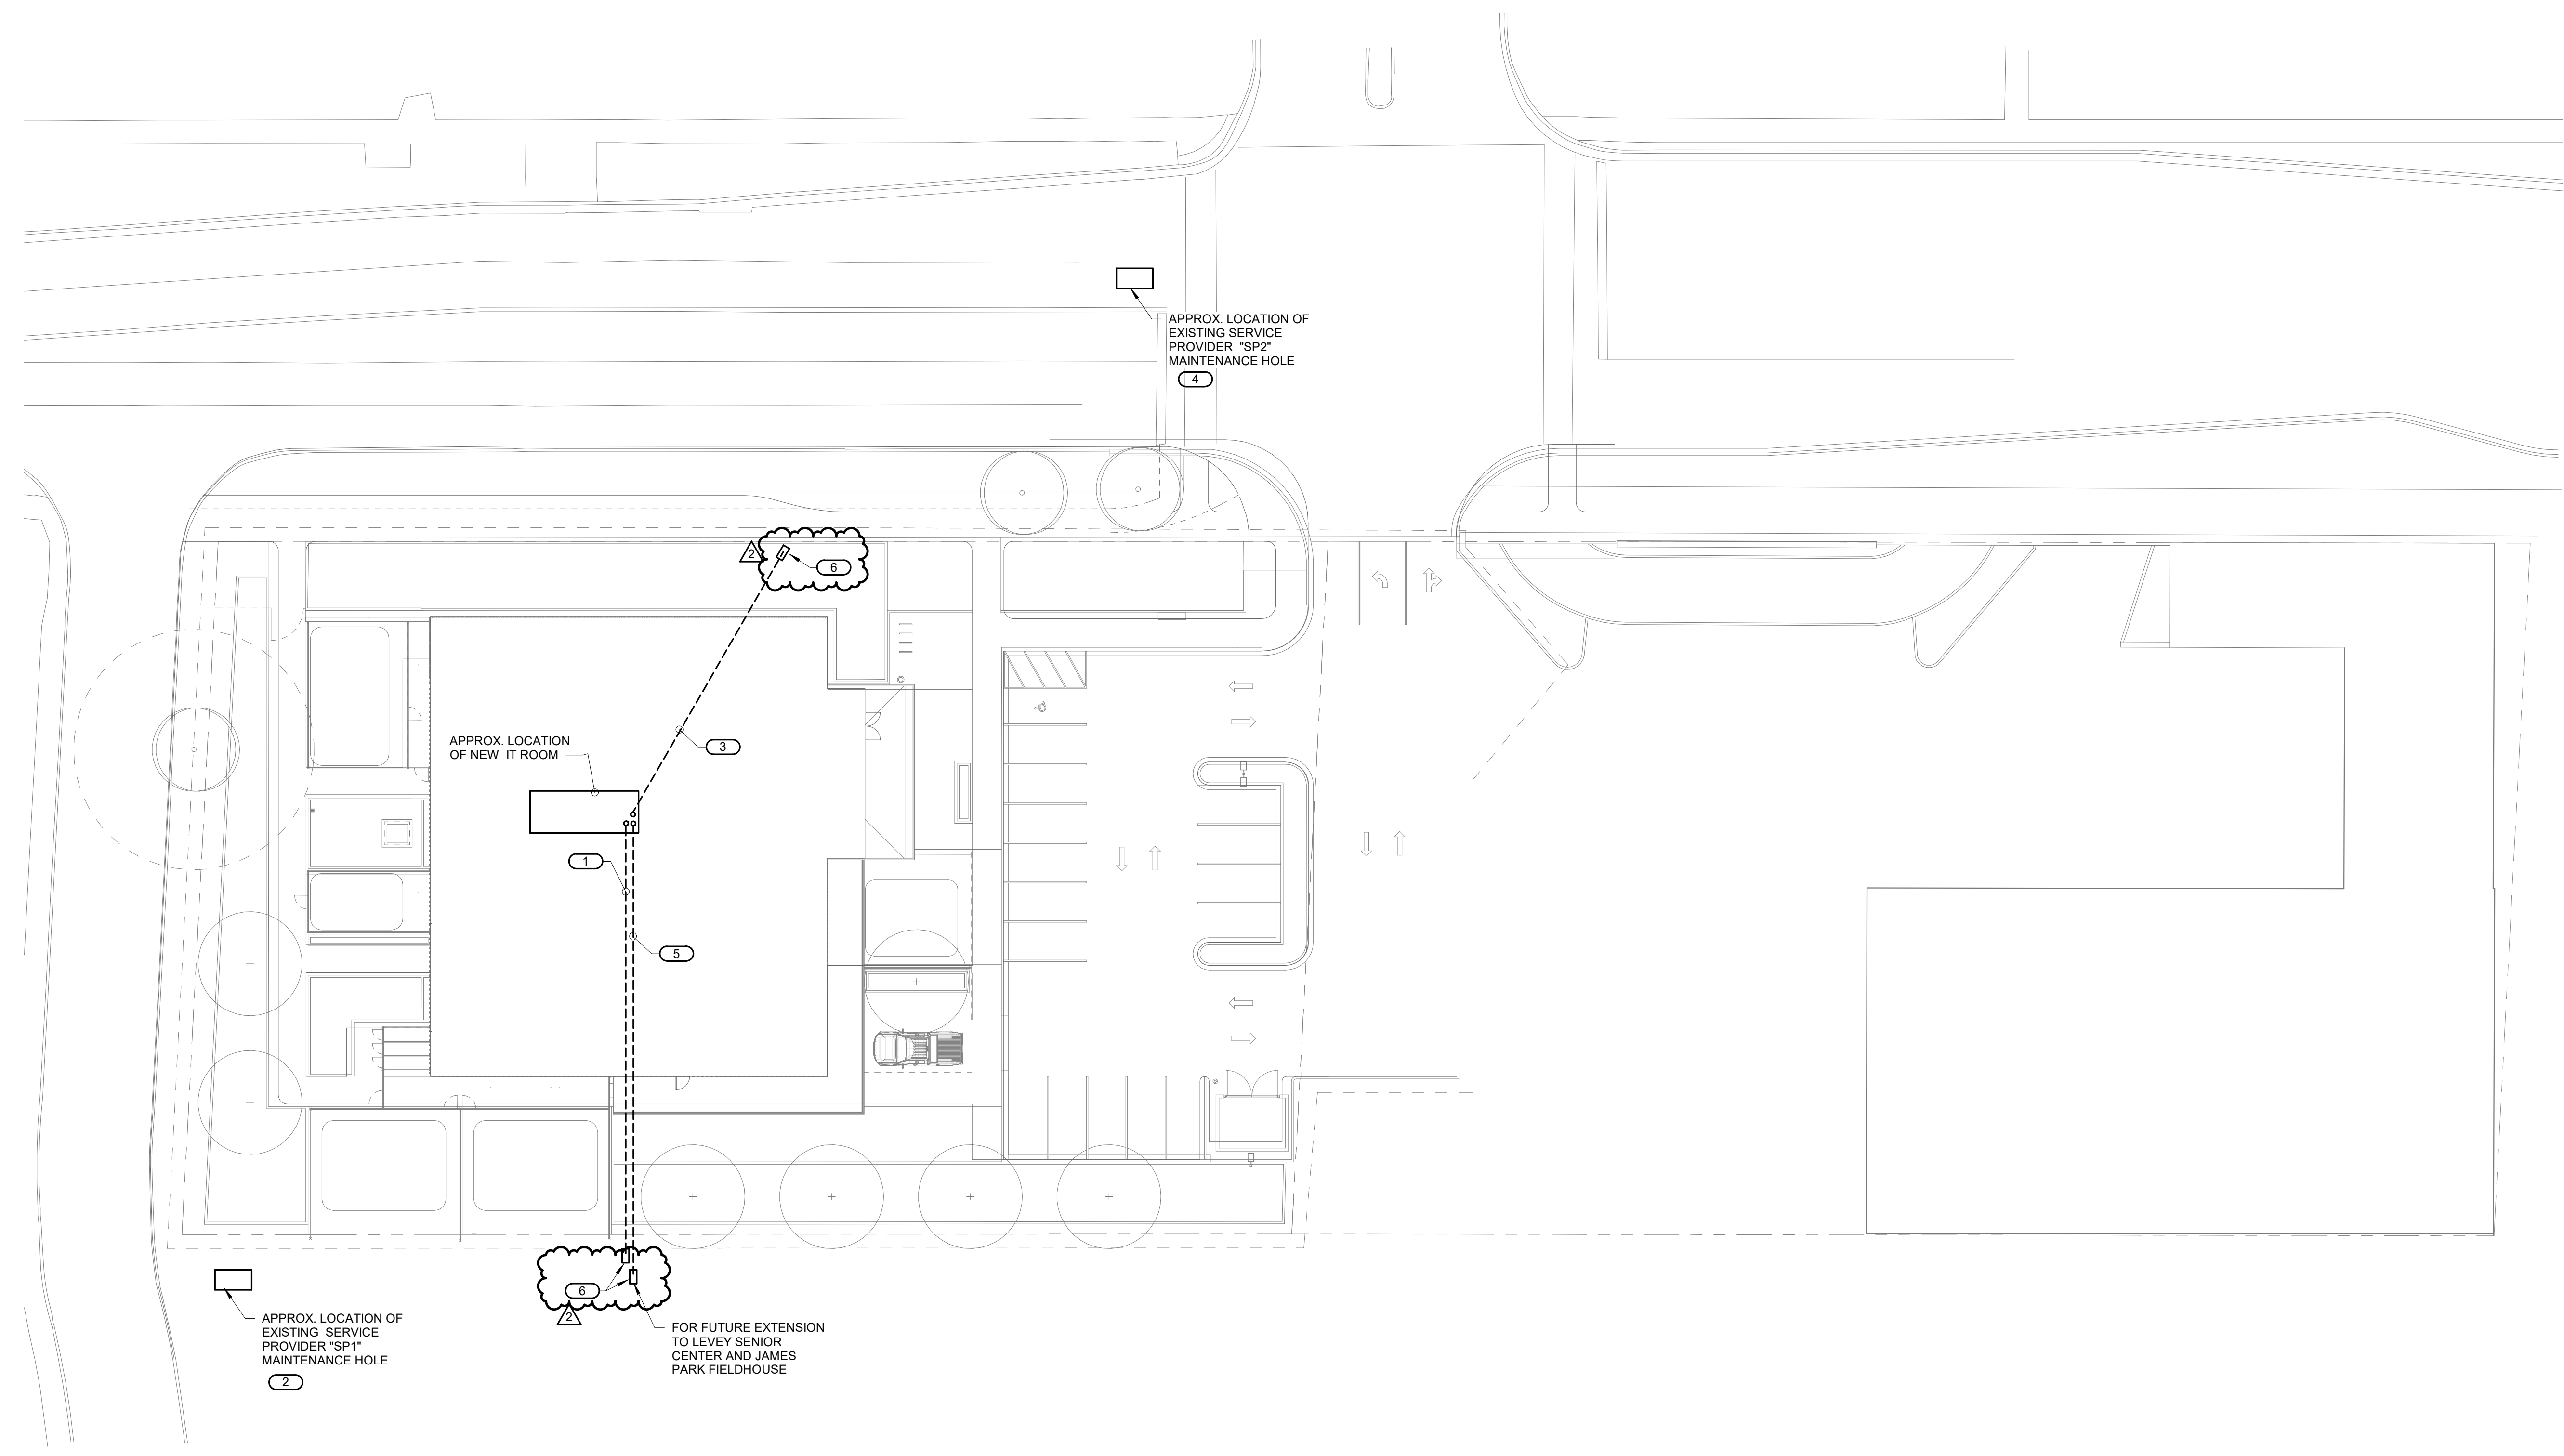 APPROX. LOCATION OF
EXISTING SERVICE
PROVIDER "SP2"
MAINTENANCE HOLE
4
2
6
3
APPROX. LOCATION
OF NEW IT ROOM
1
5
6
2
FOR FUTURE EXTENSION
TO LEVEY SENIOR
CENTER AND JAMES
PARK FIELDHOUSE
APPROX. LOCATION OF
EXISTING SERVICE
PROVIDER "SP1"
MAINTENANCE HOLE
2